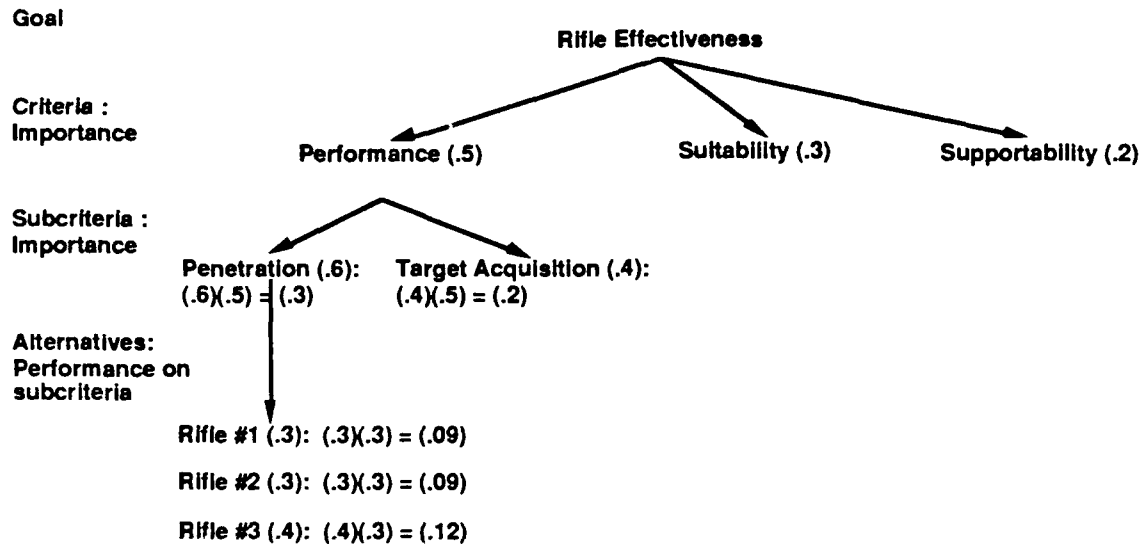 Goal
Rifle Effectiveness
Criteria :
Importance
Performance (.5)
Suitability (.3)
Supportability (.2)
Subcriteria :
Importance
Penetration (.6):
(.6)(.5) = (.3)
Target Acquisition (.4):
(.4)(.5) = (.2)
Alternatives:
Performance on
subcriteria
Rifle #1 (.3): (.3)(.3) = (.09)
Rifle #2 (.3): (.3)(.3) = (.09)
Rifle #3 (.4): (.4)(.3) = (.12)